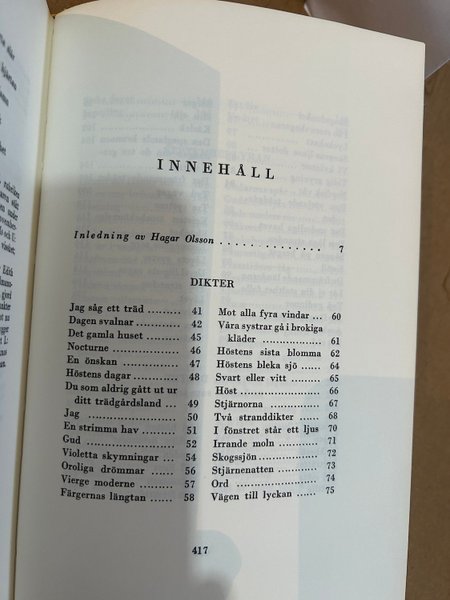 INNEHÅLL
Inledning av Hagar Olsson . . . . . . . . . . . . 7
DIKTER
Jag såg ett träd ........ 41
Dagen svalnar .......... 42
Det gamla huset ........ 45
Nocturne .............. 46
En önskan ............. 47
Höstens dagar .......... 48
Du som aldrig gått ut ur
ditt trädgårdsland .... 49
Jag ................... 50
En strimma hav ........ 51
Gud ................... 52
Violetta skymningar .... 54
Oroliga drömmar ....... 56
Vierge moderne ........ 57
Färgernas längtan ...... 58
Mot alla fyra vindar ... 60
Våra systrar gå i brokiga
kläder ............... 61
Höstens sista blomma .. 62
Höstens bleka sjö ...... 64
Svart eller vitt ......... 65
Höst .................. 66
Stjärnorna ............. 67
Två stranddikter ....... 68
I fönstret står ett ljus 70
Irrande moln .......... 71
Skogssjön .............. 72
Stjärnenatten ........... 73
Ord ................... 74
Vägen till lyckan ...... 75
417